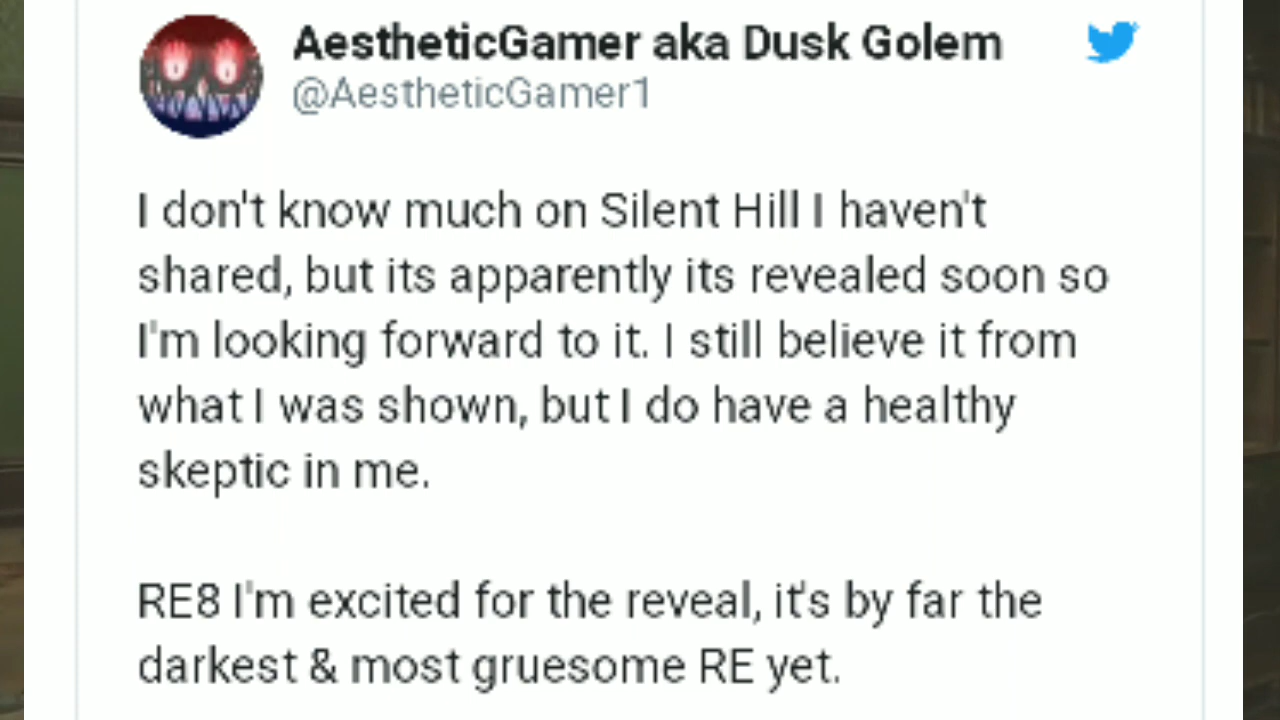 AestheticGamer aka Dusk Golem
@AestheticGamer1
I don't know much on Silent Hill I haven't
shared, but its apparently its revealed soon so
I'm looking forward to it. I still believe it from
what I was shown, but I do have a healthy
skeptic in me.
RE8 I'm excited for the reveal, it's by far the
darkest & most gruesome RE yet.